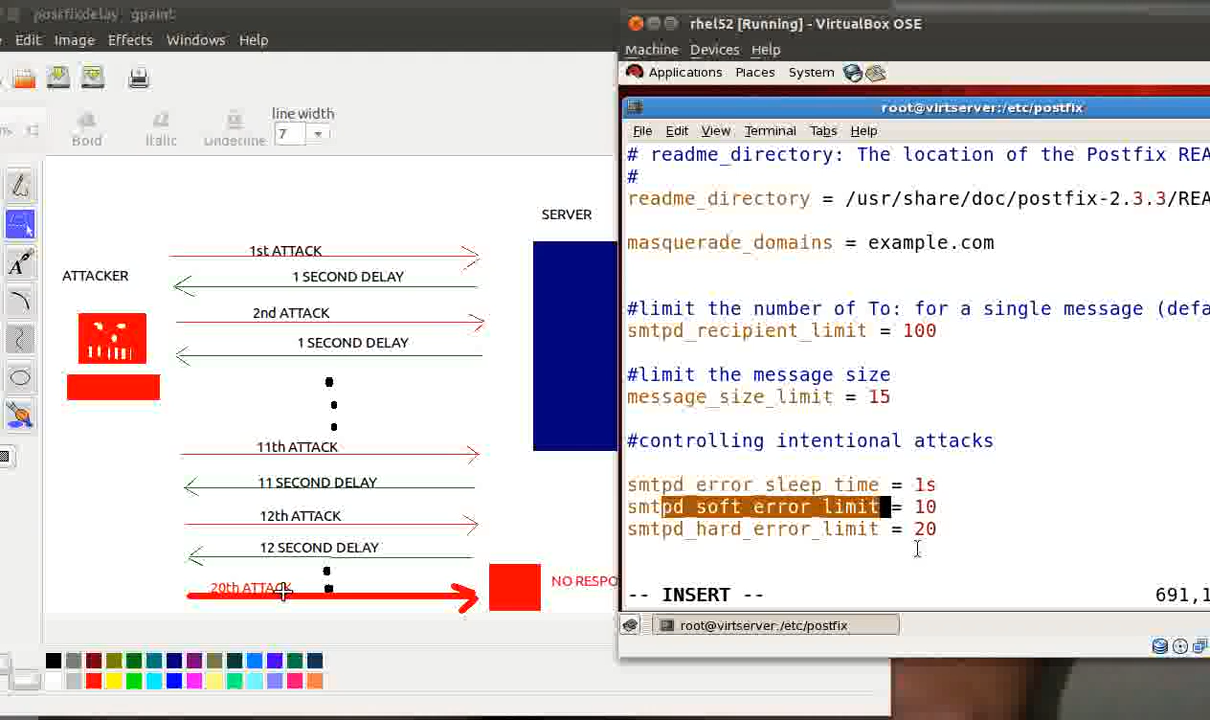 postfixdelay gpaint
Edit Image Effects Windows Help
line width
Bold Italic Underline 7
SERVER
1st ATTACK
ATTACKER
1 SECOND DELAY
2nd ATTACK
1 SECOND DELAY
11th ATTACK
11 SECOND DELAY
12th ATTACK
12 SECOND DELAY
20th ATTACK
NO RESPO
rhel52 [Running] - VirtualBox OSE
Machine Devices Help
Applications Places System
root@virtserver:/etc/postfix
File Edit View Terminal Tabs Help
# readme_directory: The location of the Postfix REA
#
readme_directory = /usr/share/doc/postfix-2.3.3/REA
masquerade_domains = example.com
#limit the number of To: for a single message (defa
smtpd_recipient_limit = 100
#limit the message size
message_size_limit = 15
#controlling intentional attacks
smtpd_error_sleep_time = 1s
smtpd_soft_error_limit = 10
smtpd_hard_error_limit = 20
-- INSERT -- 691,1
root@virtserver:/etc/postfix